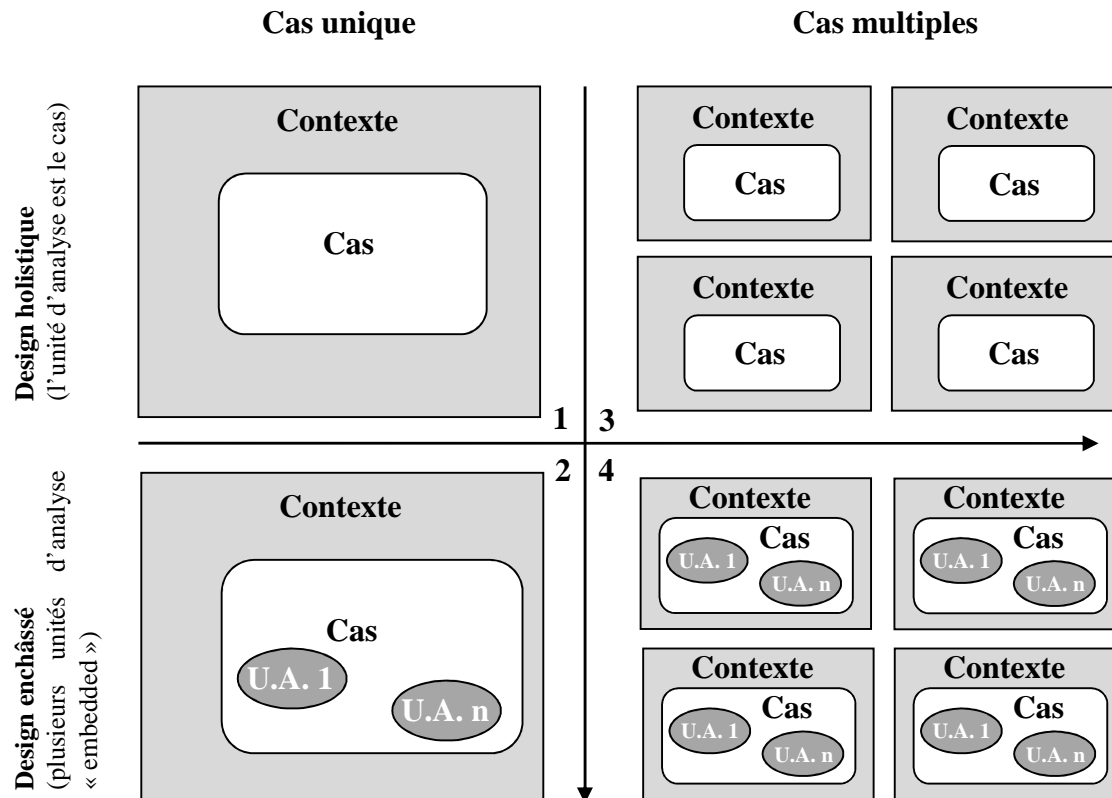 Cas unique
Cas multiples
Design holistique
(l’unité d’analyse est le cas)
Contexte
Cas
Contexte
Cas
Contexte
Cas
Contexte
Cas
Contexte
Cas
1
3
2
4
Design enchâssé
(plusieurs unités d’analyse
« embedded »)
Contexte
Cas
U.A. 1
U.A. n
Contexte
Cas
U.A. 1
U.A. n
Contexte
Cas
U.A. 1
U.A. n
Contexte
Cas
U.A. 1
U.A. n
Contexte
Cas
U.A. 1
U.A. n